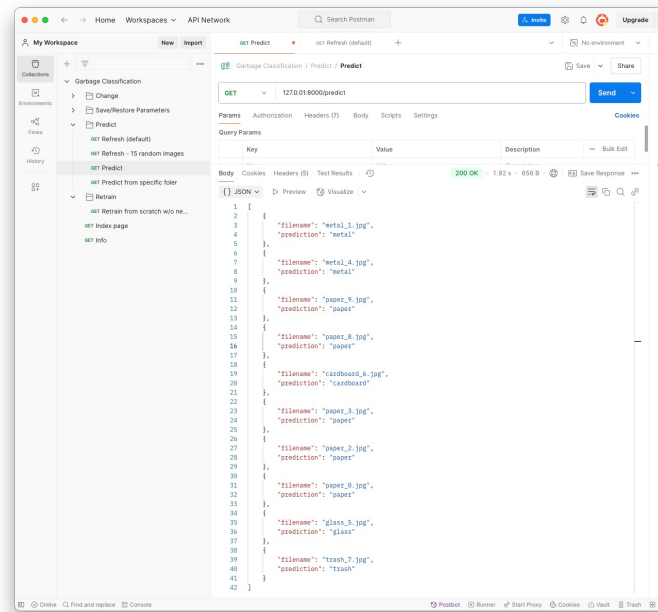 Home Workspaces API Network Search Postman Invite Upgrade
My Workspace New Import GET Predict GET Refresh (default) No environment
Collections
Environments
Flows
History
Garbage Classification
Change
Save/Restore Parameters
Predict
GET Refresh (default)
GET Refresh - 15 random images
GET Predict
GET Predict from specific foler
Retrain
GET Retrain from scratch w/o ne...
GET Index page
GET Info
Garbage Classification / Predict / Predict Save Share
GET 127.0.01:8000/predict Send
Params Authorization Headers (7) Body Scripts Settings Cookies
Query Params
Key Value Description Bulk Edit
Body Cookies Headers (5) Test Results 200 OK 1.92 s 656 B Save Response
{} JSON Preview Visualize
1 [
2 {
3 "filename": "metal_1.jpg",
4 "prediction": "metal"
5 },
6 {
7 "filename": "metal_4.jpg",
8 "prediction": "metal"
9 },
10 {
11 "filename": "paper_9.jpg",
12 "prediction": "paper"
13 },
14 {
15 "filename": "paper_8.jpg",
16 "prediction": "paper"
17 },
18 {
19 "filename": "cardboard_6.jpg",
20 "prediction": "cardboard"
21 },
22 {
23 "filename": "paper_3.jpg",
24 "prediction": "paper"
25 },
26 {
27 "filename": "paper_2.jpg",
28 "prediction": "paper"
29 },
30 {
31 "filename": "paper_0.jpg",
32 "prediction": "paper"
33 },
34 {
35 "filename": "glass_5.jpg",
36 "prediction": "glass"
37 },
38 {
39 "filename": "trash_7.jpg",
40 "prediction": "trash"
41 }
42 ]
Online Find and replace Console Postbot Runner Start Proxy Cookies Vault Trash